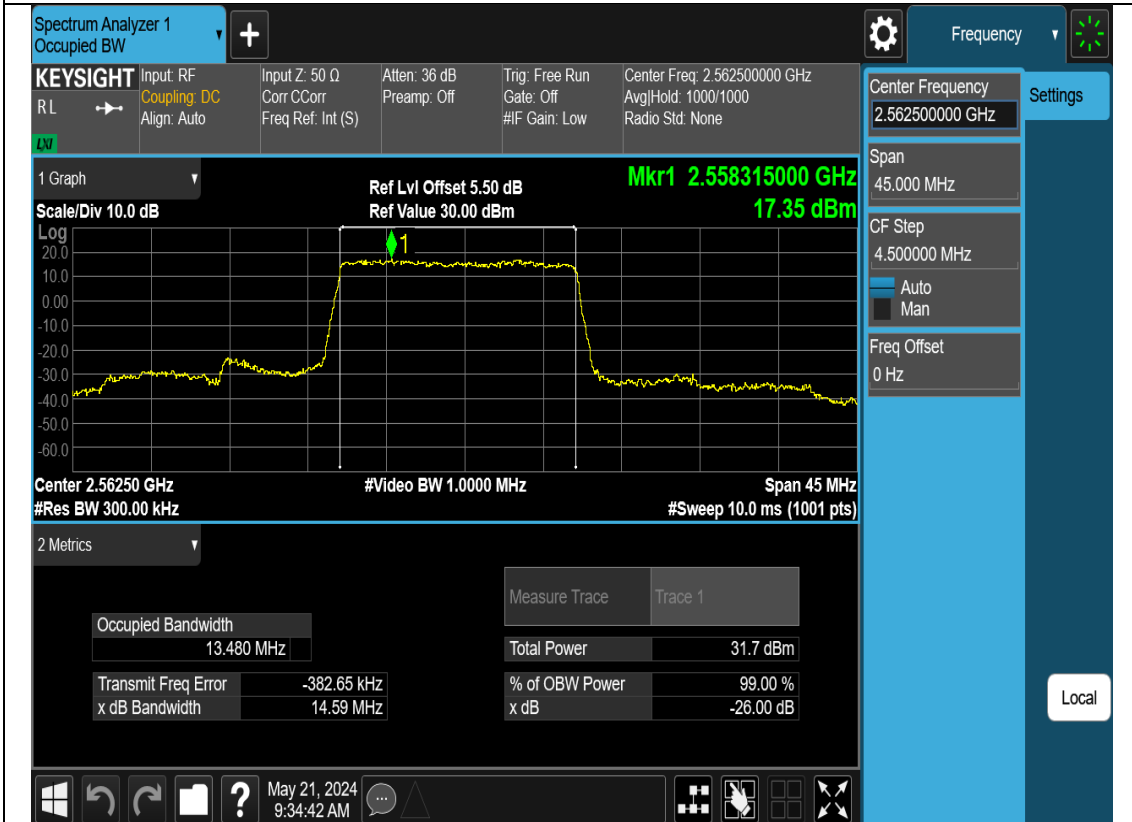 Spectrum Analyzer 1
Occupied BW
+
Frequency
KEYSIGHT
R L
LXI
Input: RF
Coupling: DC
Align: Auto
Input Z: 50 Ω
Corr CCorr
Freq Ref: Int (S)
Atten: 36 dB
Preamp: Off
Trig: Free Run
Gate: Off
#IF Gain: Low
Center Freq: 2.562500000 GHz
Avg|Hold: 1000/1000
Radio Std: None
Center Frequency
2.562500000 GHz
Settings
Span
45.000 MHz
CF Step
4.500000 MHz
Auto
Man
Freq Offset
0 Hz
Local
1 Graph
Scale/Div 10.0 dB
Ref Lvl Offset 5.50 dB
Ref Value 30.00 dBm
Mkr1 2.558315000 GHz
17.35 dBm
Log
1
20.0
10.0
0.00
-10.0
-20.0
-30.0
-40.0
-50.0
-60.0
Center 2.56250 GHz
#Video BW 1.0000 MHz
Span 45 MHz
#Res BW 300.00 kHz
#Sweep 10.0 ms (1001 pts)
2 Metrics
Measure Trace Trace 1
Occupied Bandwidth
13.480 MHz
Total Power 31.7 dBm
Transmit Freq Error -382.65 kHz
% of OBW Power 99.00 %
x dB Bandwidth 14.59 MHz
x dB -26.00 dB
?
May 21, 2024
9:34:42 AM